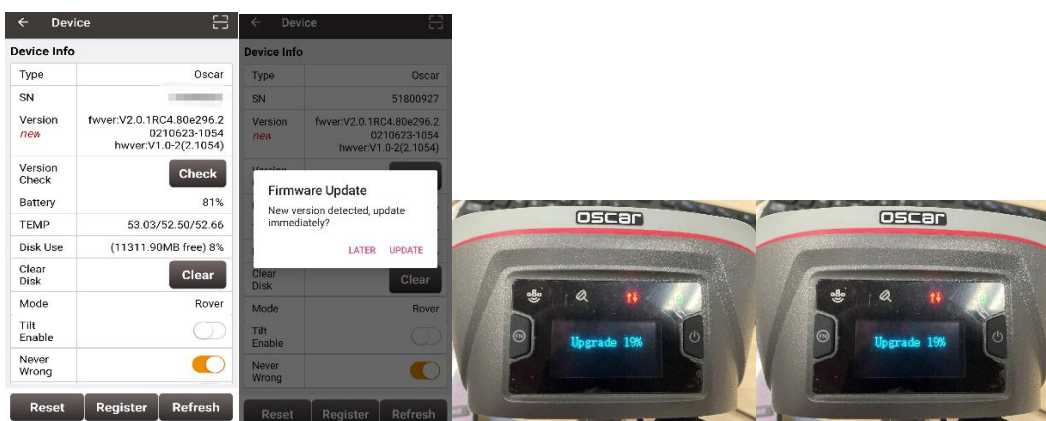 Device
Device Info
Type Oscar
SN
Version fwver:V2.0.1RC4.80e296.2
new 0210623-1054
hwver:V1.0-2(2.1054)
Version
Check Check
Battery 81%
TEMP 53.03/52.50/52.66
Disk Use (11311.90MB free) 8%
Clear
Disk Clear
Mode Rover
Tilt
Enable
Never
Wrong
Reset Register Refresh
Device
Device Info
Type Oscar
SN 51800927
Version fwver:V2.0.1RC4.80e296.2
new 0210623-1054
hwver:V1.0-2(2.1054)
Firmware Update
New version detected, update
immediately?
LATER UPDATE
Clear
Disk Clear
Mode Rover
Tilt
Enable
Never
Wrong
Reset Register Refresh
oscar
FN
Upgrade 19%
oscar
FN
Upgrade 19%